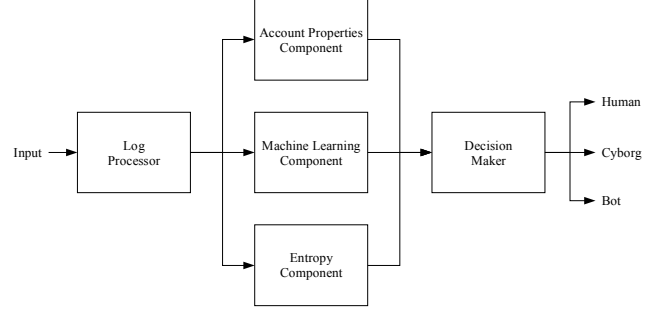 Input
Log
Processor
Account Properties
Component
Machine Learning
Component
Entropy
Component
Decision
Maker
Human
Cyborg
Bot